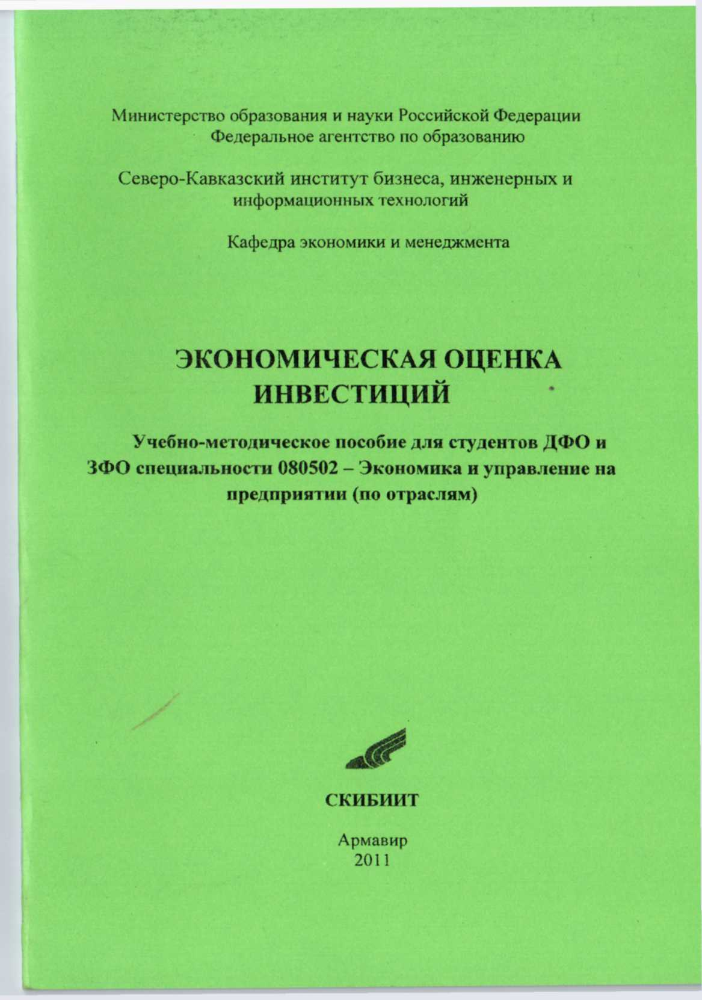 Министерство образования и науки Российской Федерации
Федеральное агентство по образованию
Северо-Кавказский институт бизнеса, инженерных и
информационных технологий
Кафедра экономики и менеджмента
ЭКОНОМИЧЕСКАЯ ОЦЕНКА
ИНВЕСТИЦИЙ
Учебно-методическое пособие для студентов ДФО и
ЗФО специальности 080502 – Экономика и управление на
предприятии (по отраслям)
СКИБИИТ
Армавир
2011